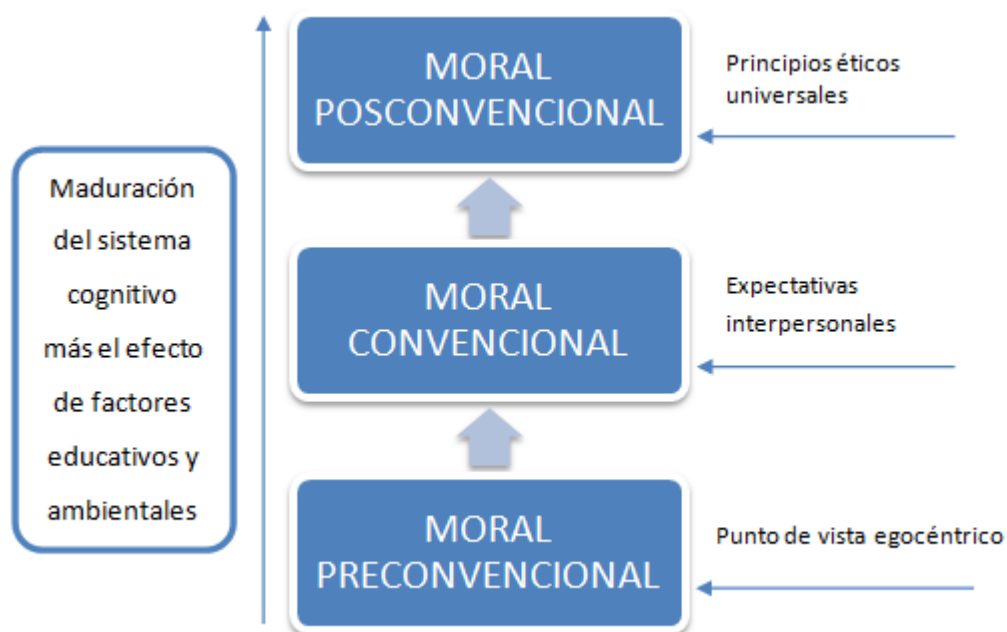 Maduración
del sistema
cognitivo
más el efecto
de factores
educativos y
ambientales
MORAL
POSCONVENCIONAL
Principios éticos
universales
MORAL
CONVENCIONAL
Expectativas
interpersonales
MORAL
PRECONVENCIONAL
Punto de vista egocéntrico